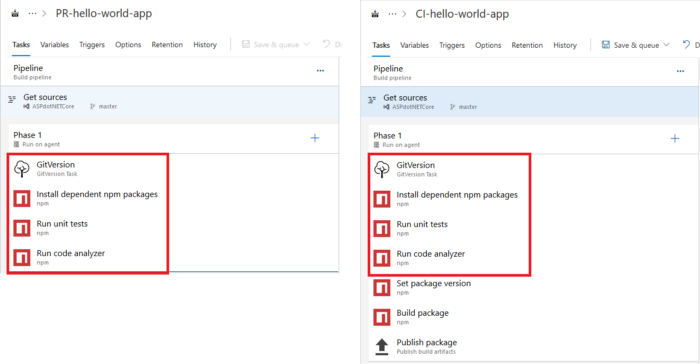 ··· > PR-hello-world-app
Tasks Variables Triggers Options Retention History Save & queue
Pipeline
Build pipeline
Get sources
ASPdotNETCore master
Phase 1
Run on agent
GitVersion
GitVersion Task
Install dependent npm packages
npm
Run unit tests
npm
Run code analyzer
npm
··· > CI-hello-world-app
Tasks Variables Triggers Options Retention History Save & queue
Pipeline
Build pipeline
Get sources
ASPdotNETCore master
Phase 1
Run on agent
GitVersion
GitVersion Task
Install dependent npm packages
npm
Run unit tests
npm
Run code analyzer
npm
Set package version
npm
Build package
npm
Publish package
Publish build artifacts